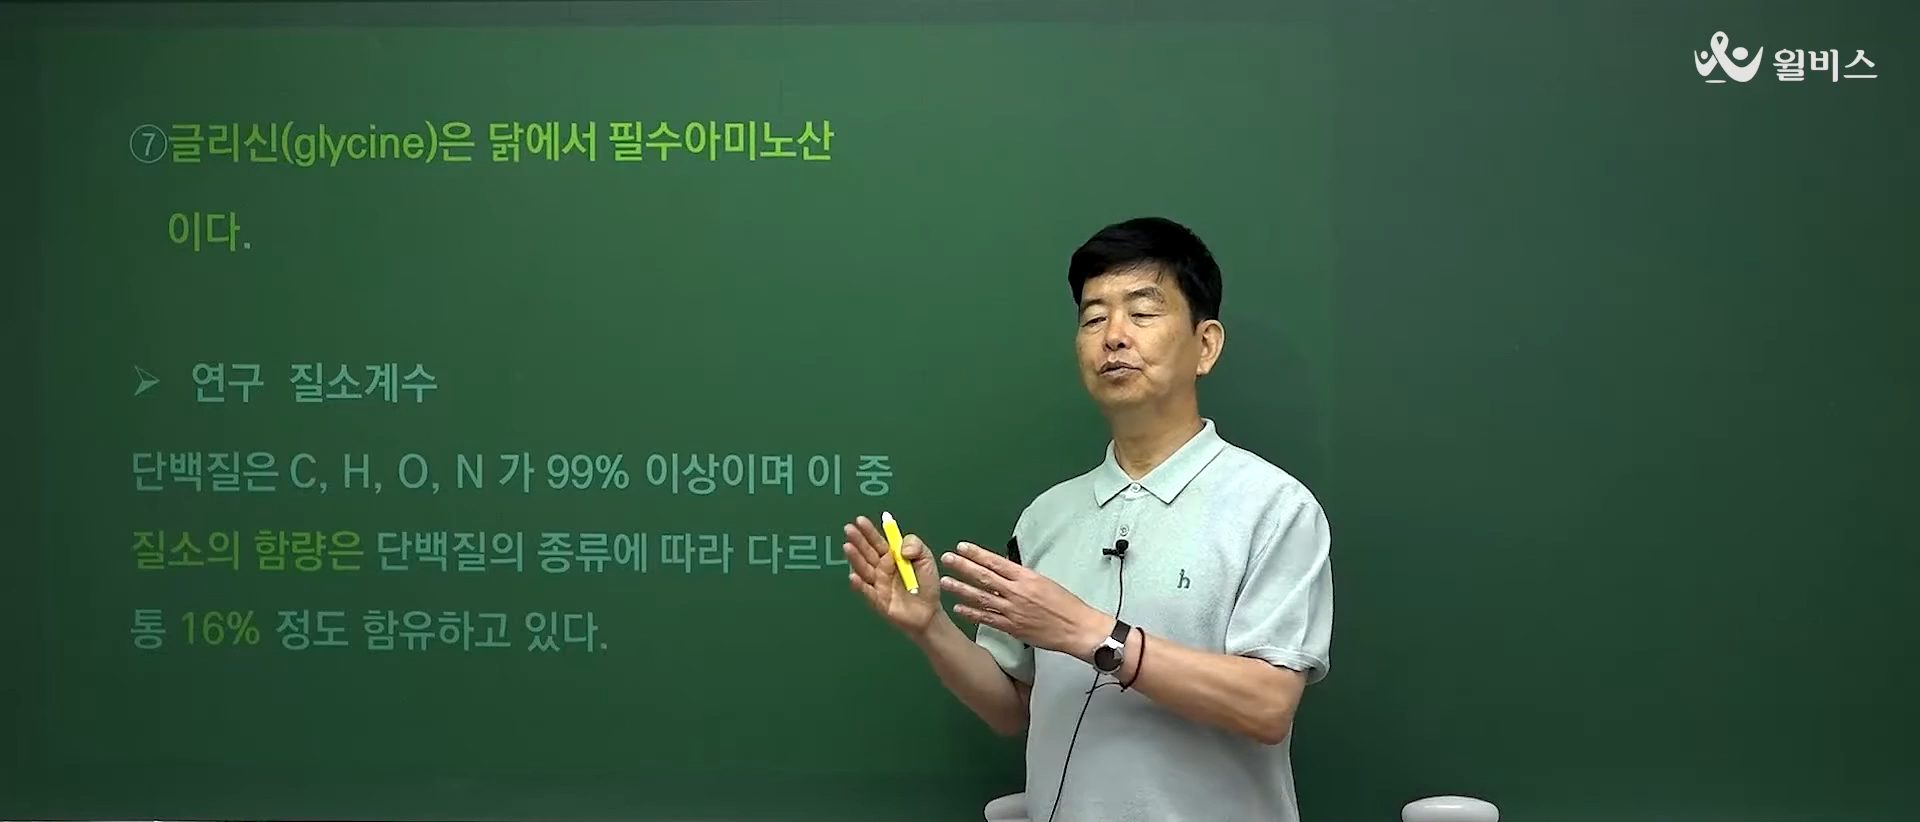 윌비스
⑦글리신(glycine)은 닭에서 필수아미노산
이다.
➢ 연구 질소계수
단백질은 C, H, O, N 가 99% 이상이며 이 중
질소의 함량은 단백질의 종류에 따라 다르
통 16% 정도 함유하고 있다.